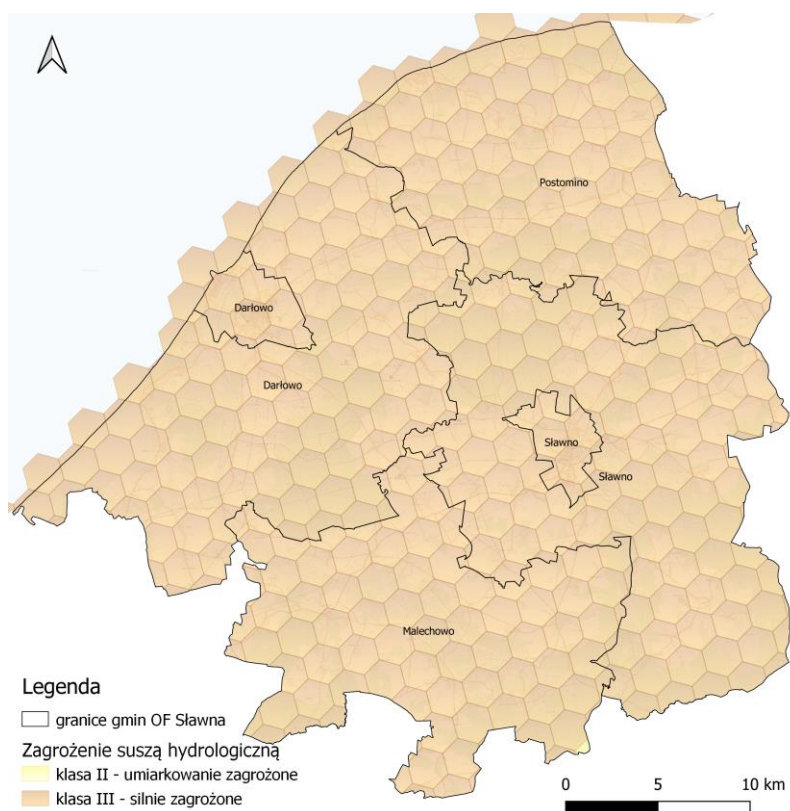 Postomino
Darłowo
Darłowo
Sławno
Sławno
Malechowo
Legenda
granice gmin OF Sławna
Zagrożenie suszą hydrologiczną
klasa II - umiarkowanie zagrożone
klasa III - silnie zagrożone
0 5 10 km